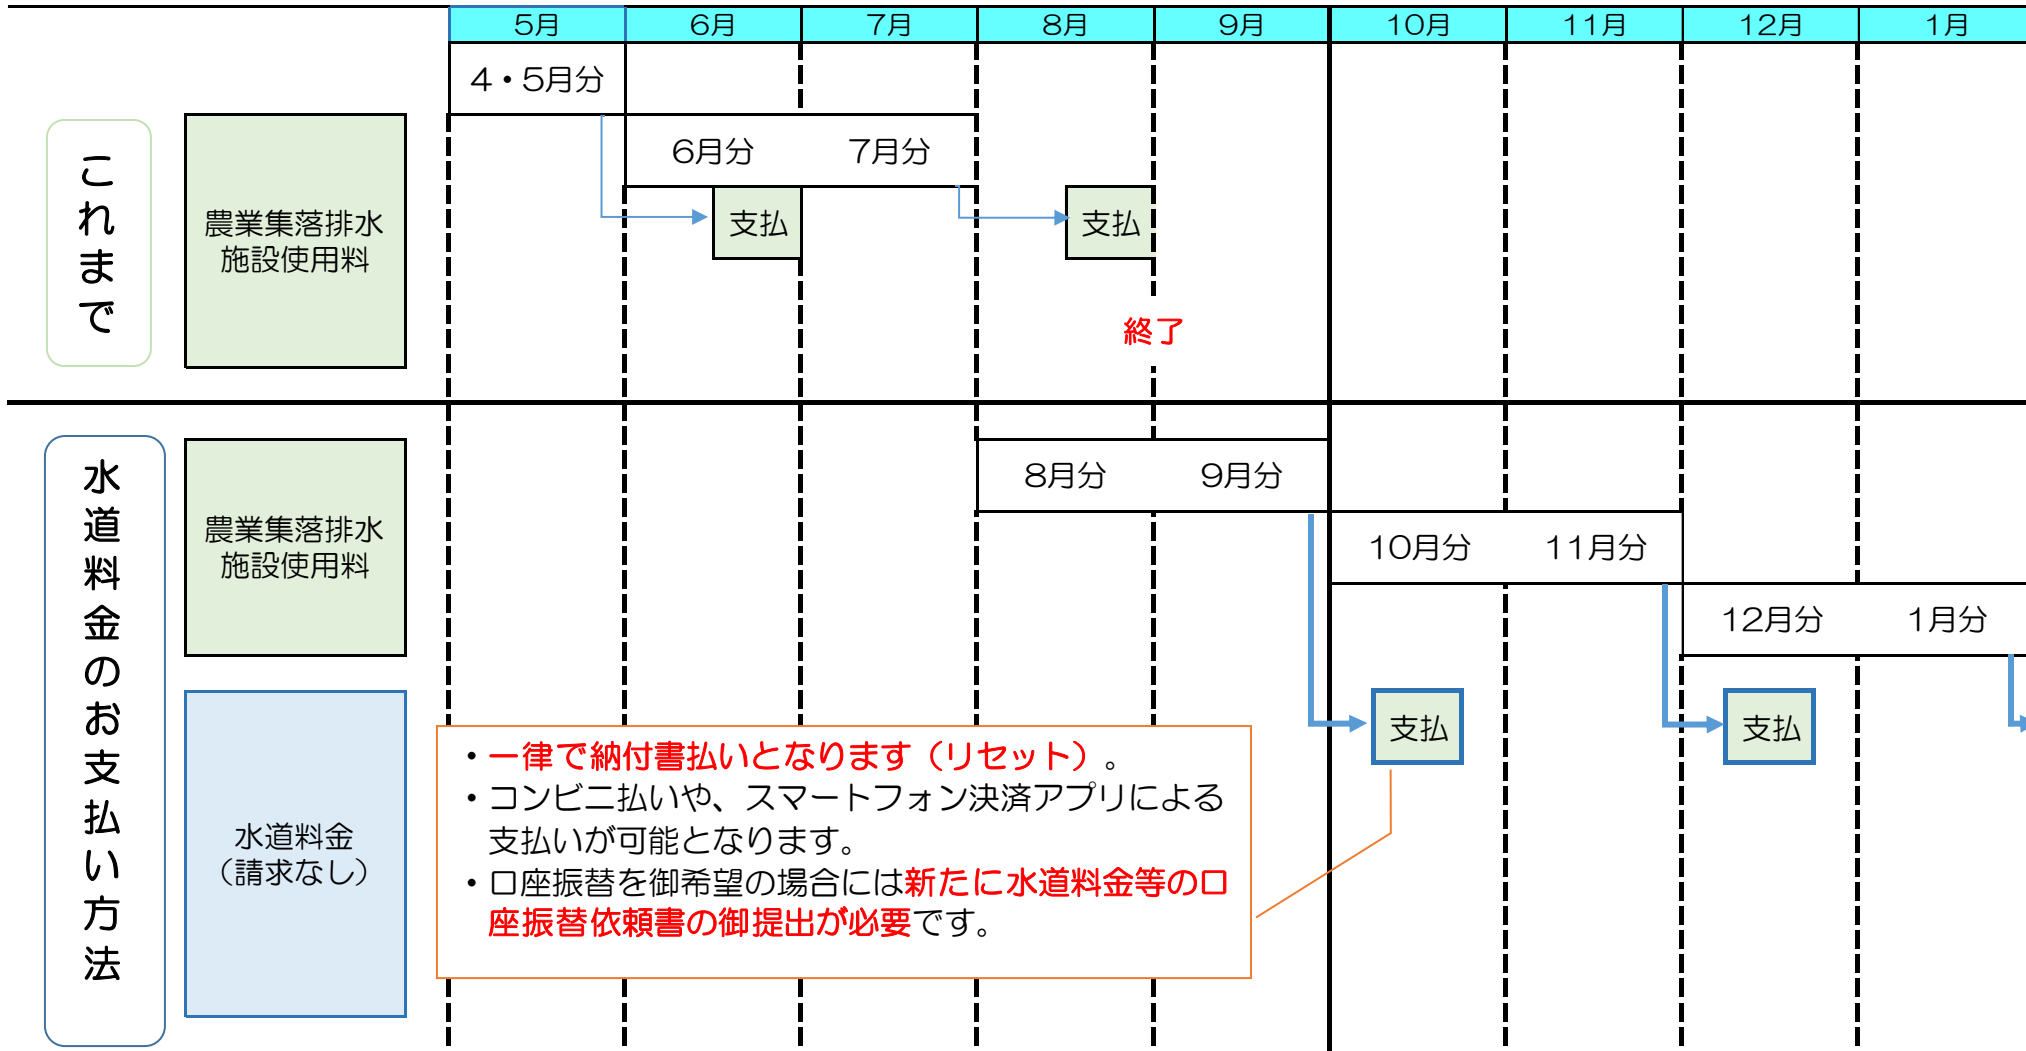 5月 6月 7月 8月 9月 10月 11月 12月 1月
4・5月分
6月分 7月分
これまで
農業集落排水
施設使用料
支払
支払
終了
水道料金のお支払い方法
農業集落排水
施設使用料
8月分 9月分
10月分 11月分
12月分 1月分
支払
支払
水道料金
（請求なし）
・一律で納付書払いとなります（リセット）。
・コンビニ払いや、スマートフォン決済アプリによる
支払いが可能となります。
・口座振替を御希望の場合には新たに水道料金等の口
座振替依頼書の御提出が必要です。